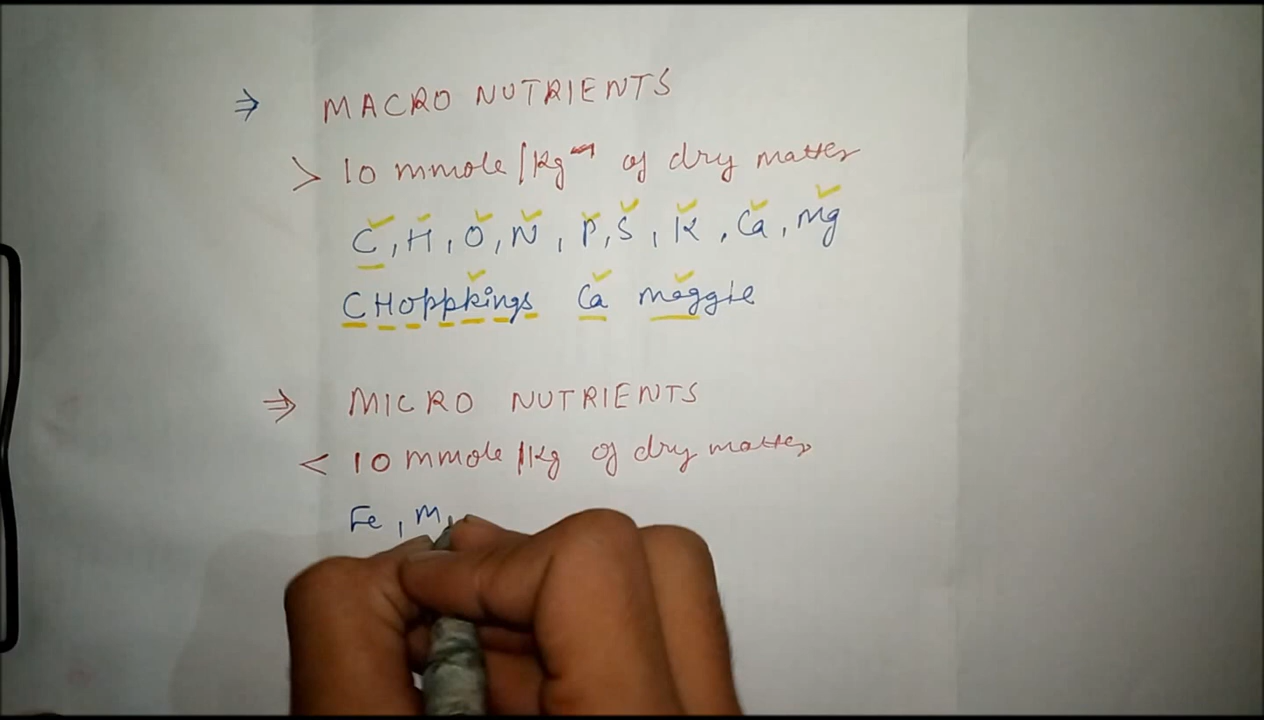 ⇒ MACRO NUTRIENTS
> 10 mmole/Kg⁻¹ of dry matter
C, H, O, N, P, S, K, Ca, Mg
CHoppkings Ca maggie
⇒ MICRO NUTRIENTS
< 10 mmole/Kg of dry matter
Fe, M